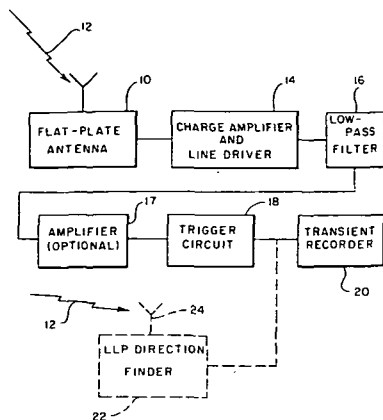 12
10
14
16
FLAT-PLATE
ANTENNA
CHARGE AMPLIFIER
AND
LINE DRIVER
LOW-
PASS
FILTER
17
18
AMPLIFIER
(OPTIONAL)
TRIGGER
CIRCUIT
TRANSIENT
RECORDER
20
12
24
LLP DIRECTION
FINDER
22